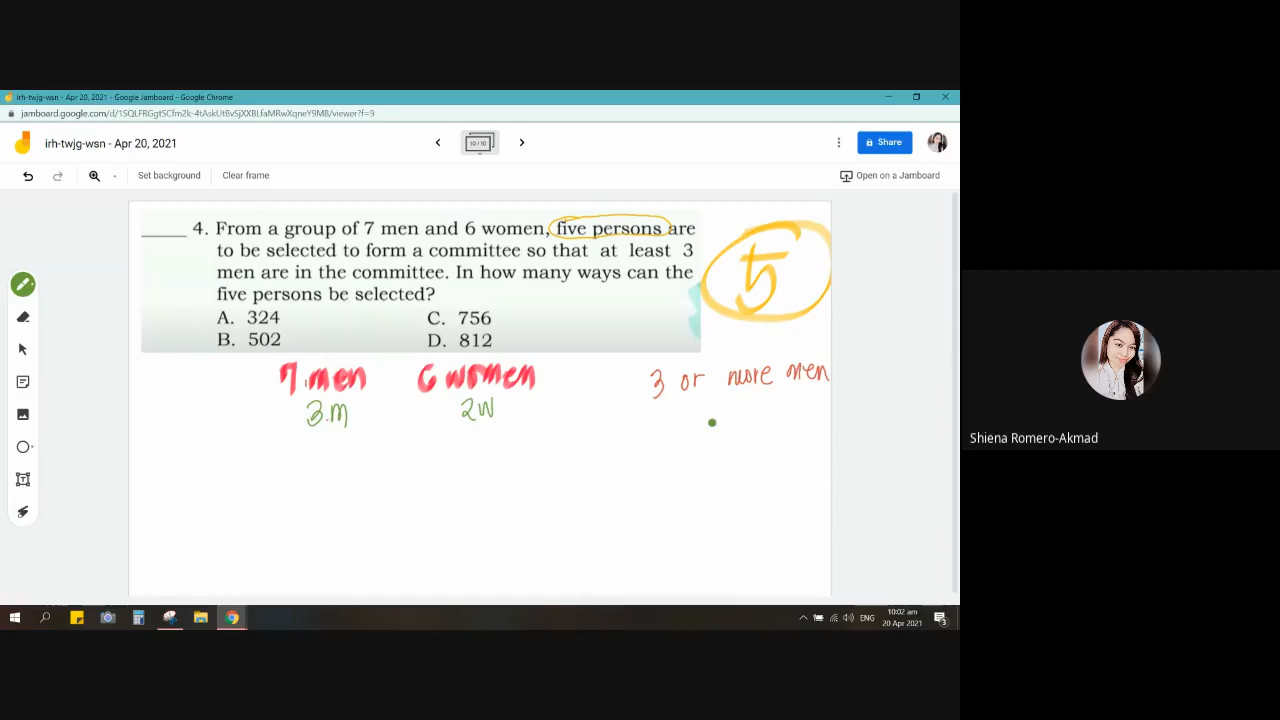 irh-twjg-wsn - Apr 20, 2021 - Google Jamboard - Google Chrome
jamboard.google.com/d/1SQLFRGgtSCfm2k-4tAskUtBvSjXXBLfaMRwXqneY9M8/viewer?f=9
irh-twjg-wsn - Apr 20, 2021
10 / 10
Share
Set background
Clear frame
Open on a Jamboard
_____ 4. From a group of 7 men and 6 women, five persons are
to be selected to form a committee so that at least 3
men are in the committee. In how many ways can the
five persons be selected?
A. 324 C. 756
B. 502 D. 812
5
7 men 6 women 3 or more men
3 M 2 W
Shiena Romero-Akmad
ENG
10:02 am
20 Apr 2021
3